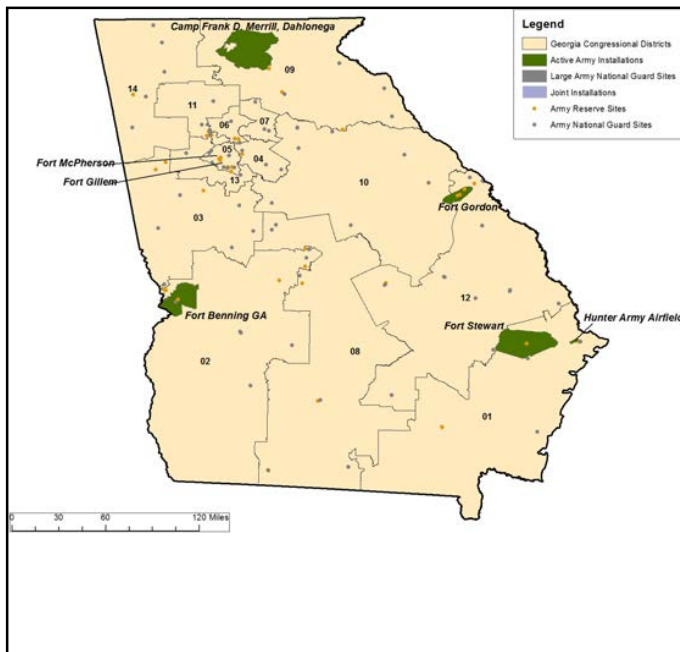 Camp Frank D. Merrill, Dahlonega
Legend
Georgia Congressional Districts
Active Army Installations
Large Army National Guard Sites
Joint Installations
Army Reserve Sites
Army National Guard Sites
09
14
11
06
07
05
Fort McPherson
04
Fort Gillem
13
10
Fort Gordon
03
12
Fort Benning GA
Hunter Army Airfield
Fort Stewart
08
02
01
0 30 60 120 Miles